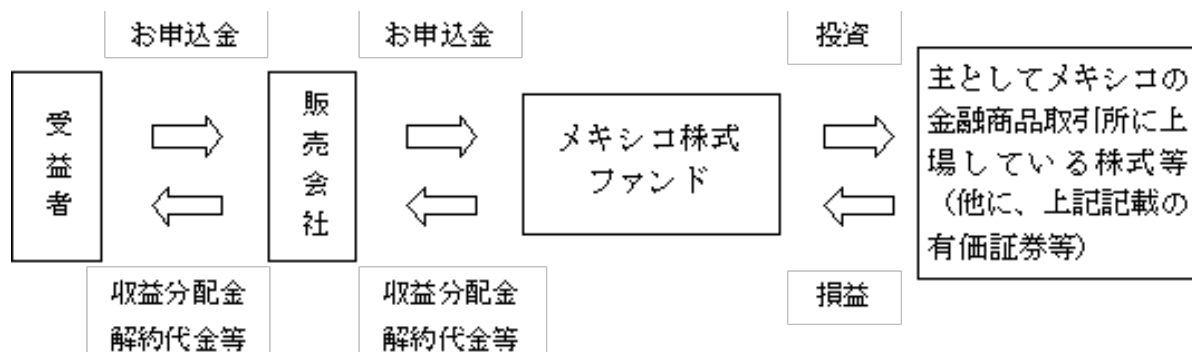 お申込金
お申込金
投資
受益者
販売会社
メキシコ株式
ファンド
主としてメキシコの
金融商品取引所に上
場している株式等
（他に、上記記載の
有価証券等）
収益分配金
解約代金等
収益分配金
解約代金等
損益